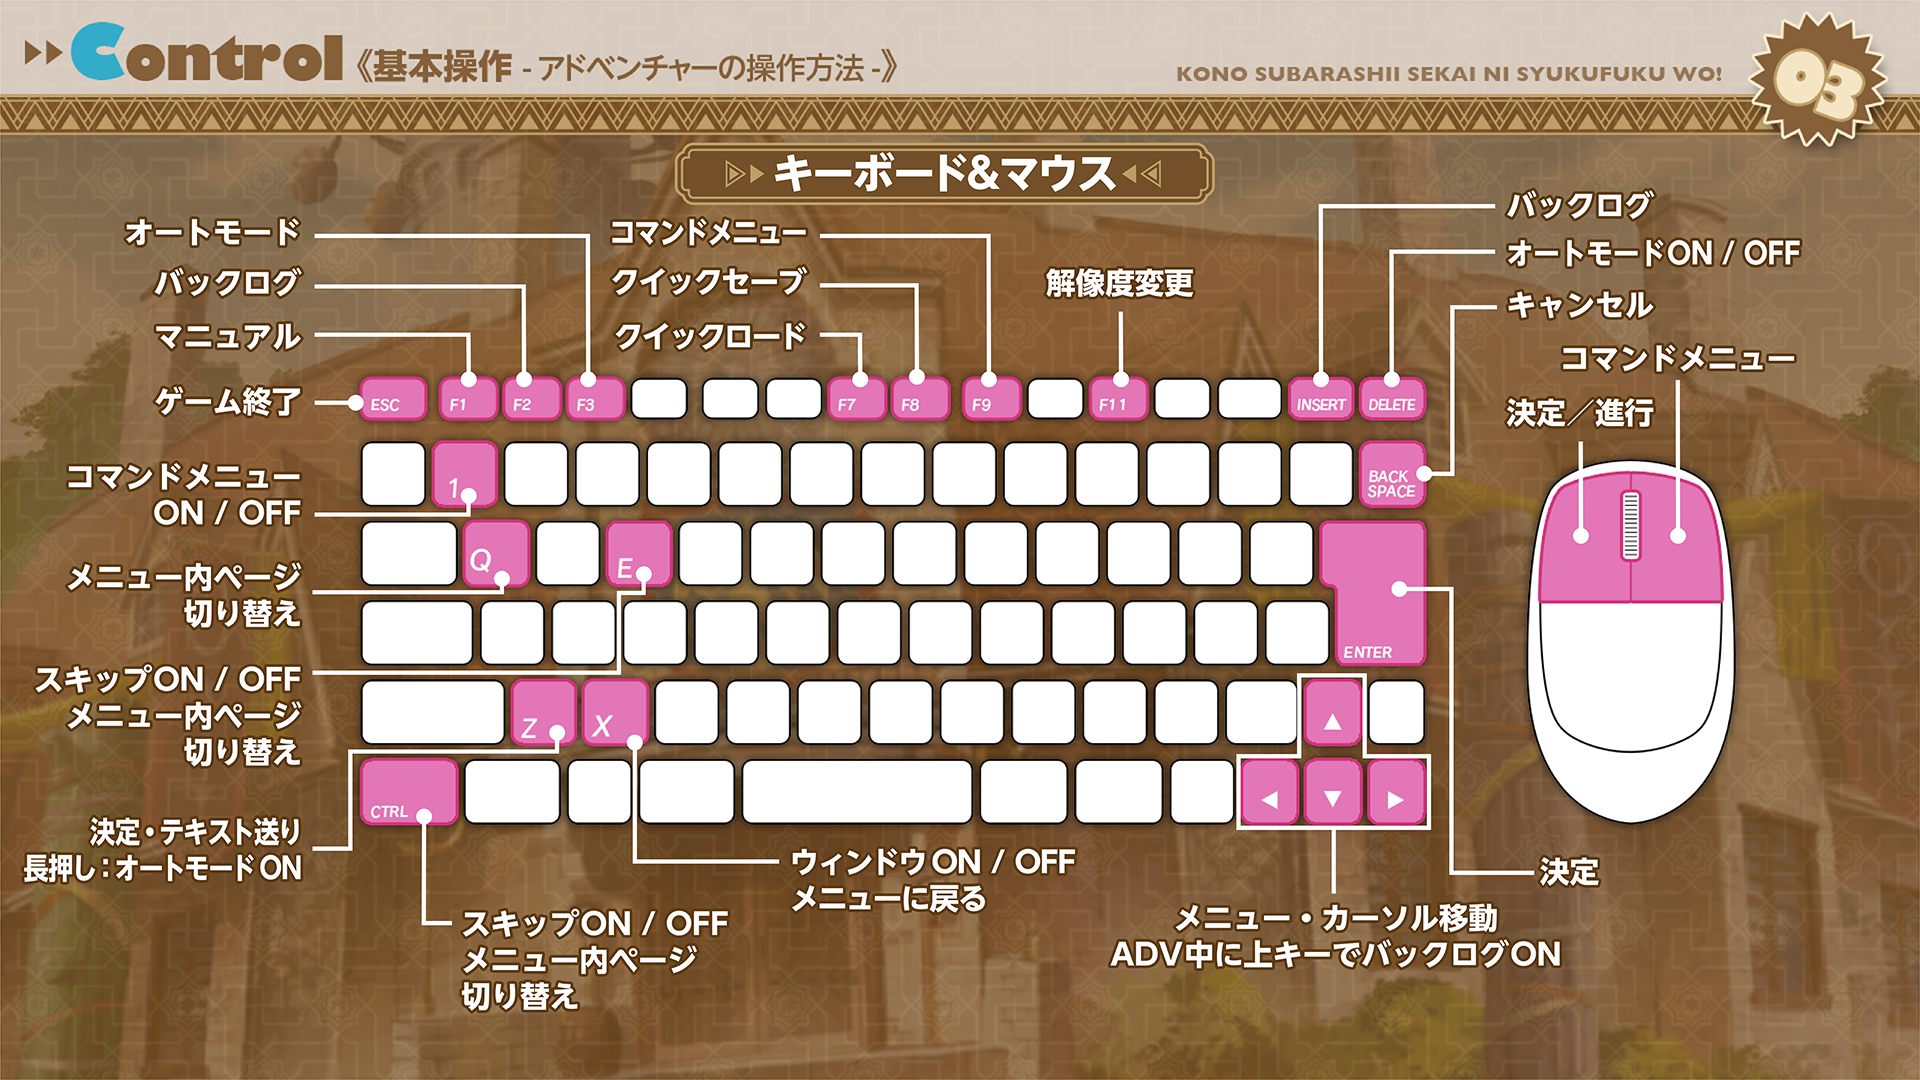 Control《基本操作 - アドベンチャーの操作方法 -》
KONO SUBARASHII SEKAI NI SYUKUFUKU WO!
03
キーボード&マウス
オートモード
バックログ
マニュアル
ゲーム終了
コマンドメニュー
クイックセーブ
クイックロード
解像度変更
バックログ
オートモードON / OFF
キャンセル
コマンドメニュー
決定／進行
ESC
F1
F2
F3
F7
F8
F9
F11
INSERT
DELETE
コマンドメニュー
ON / OFF
1
BACK
SPACE
メニュー内ページ
切り替え
Q
E
ENTER
スキップON / OFF
メニュー内ページ
切り替え
Z
X
▲
CTRL
◀
▼
▶
決定・テキスト送り
長押し：オートモード ON
ウィンドウ ON / OFF
メニューに戻る
決定
スキップON / OFF
メニュー内ページ
切り替え
メニュー・カーソル移動
ADV中に上キーでバックログON